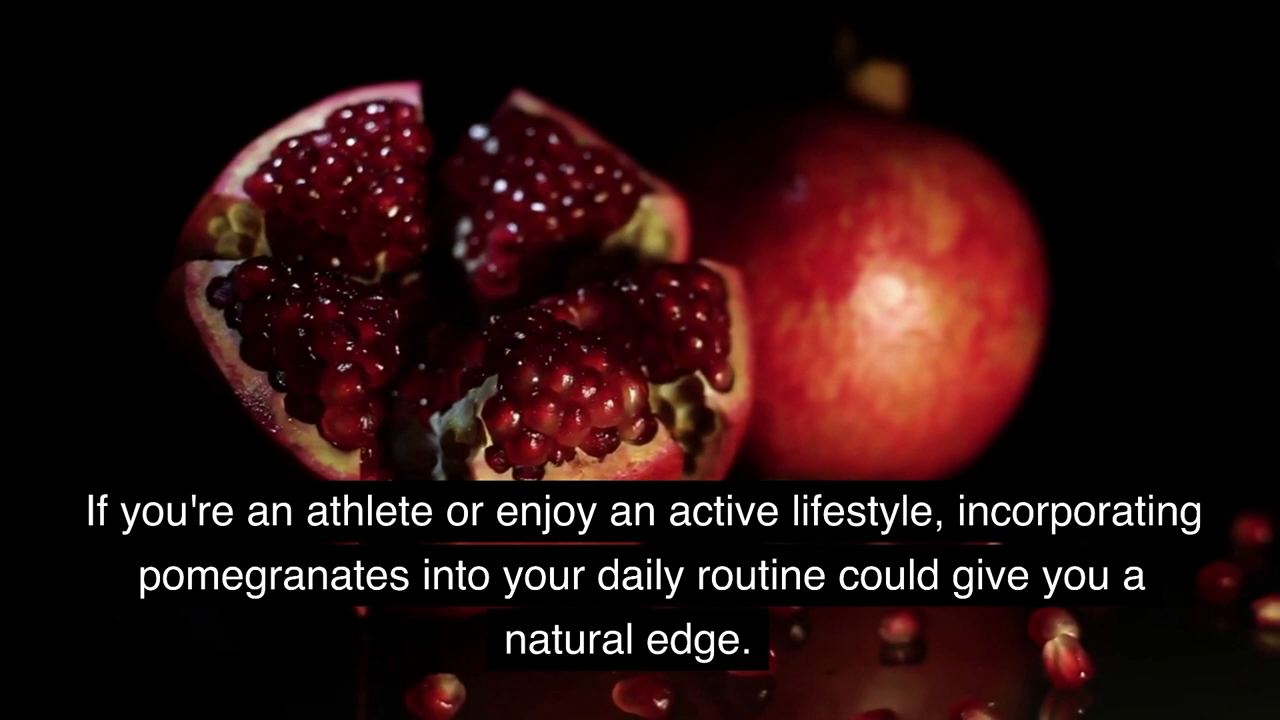 If you're an athlete or enjoy an active lifestyle, incorporating
pomegranates into your daily routine could give you a
natural edge.